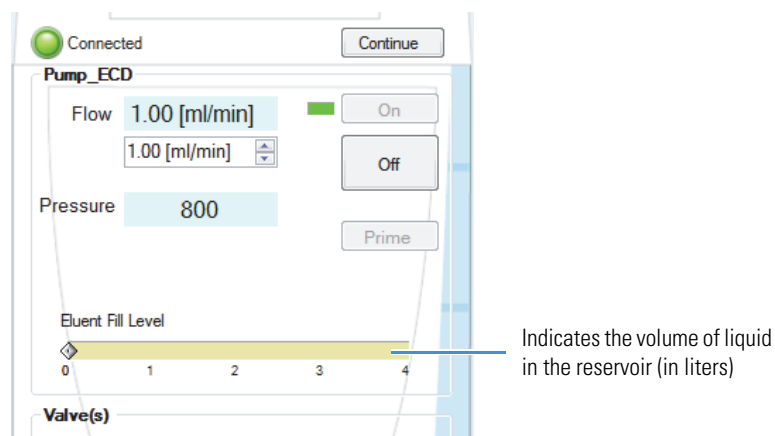 Connected
Continue
Pump_ECD
Flow 1.00 [ml/min] On
1.00 [ml/min]
Off
Pressure 800
Prime
Eluent Fill Level
0 1 2 3 4
Indicates the volume of liquid
in the reservoir (in liters)
Valve(s)